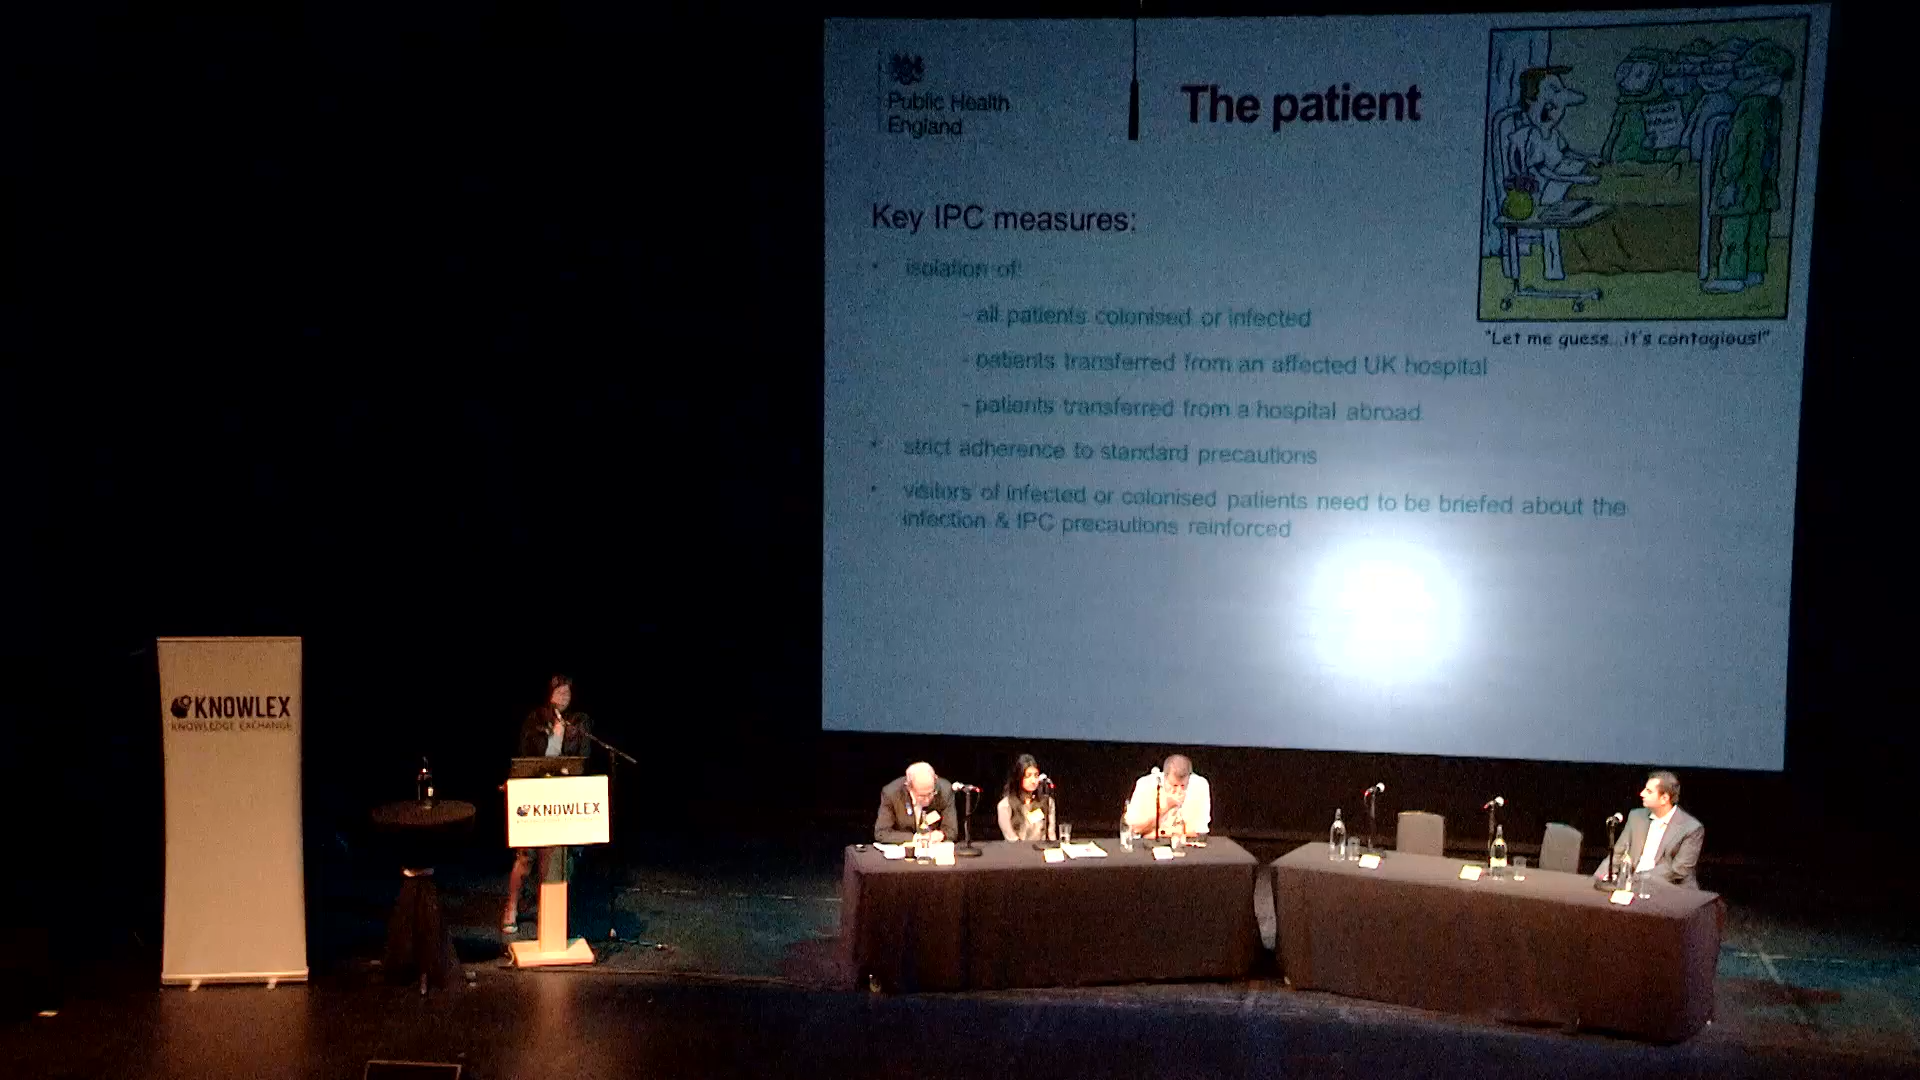 Public Health
England
The patient
Key IPC measures:
• isolation of:
- all patients colonised or infected
- patients transferred from an affected UK hospital
- patients transferred from a hospital abroad
• strict adherence to standard precautions
• visitors of infected or colonised patients need to be briefed about the
infection & IPC precautions reinforced
"Let me guess...it's contagious!"
KNOWLEX
KNOWLEDGE EXCHANGE
KNOWLEX